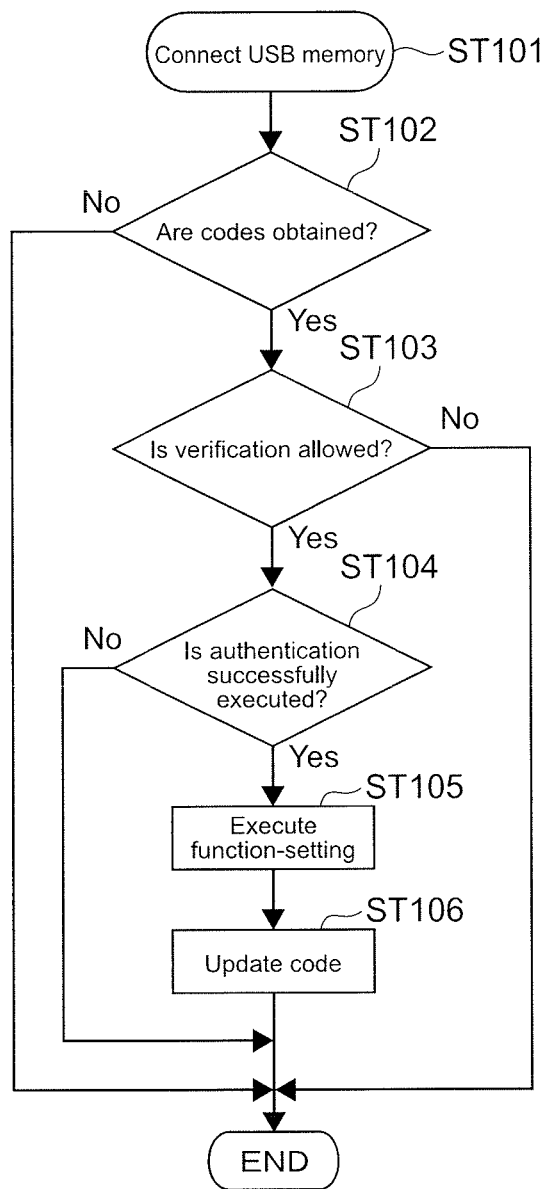 Connect USB memory
ST101
ST102
No
Are codes obtained?
Yes
ST103
No
Is verification allowed?
Yes
ST104
No
Is authentication
successfully
executed?
Yes
ST105
Execute
function-setting
ST106
Update code
END